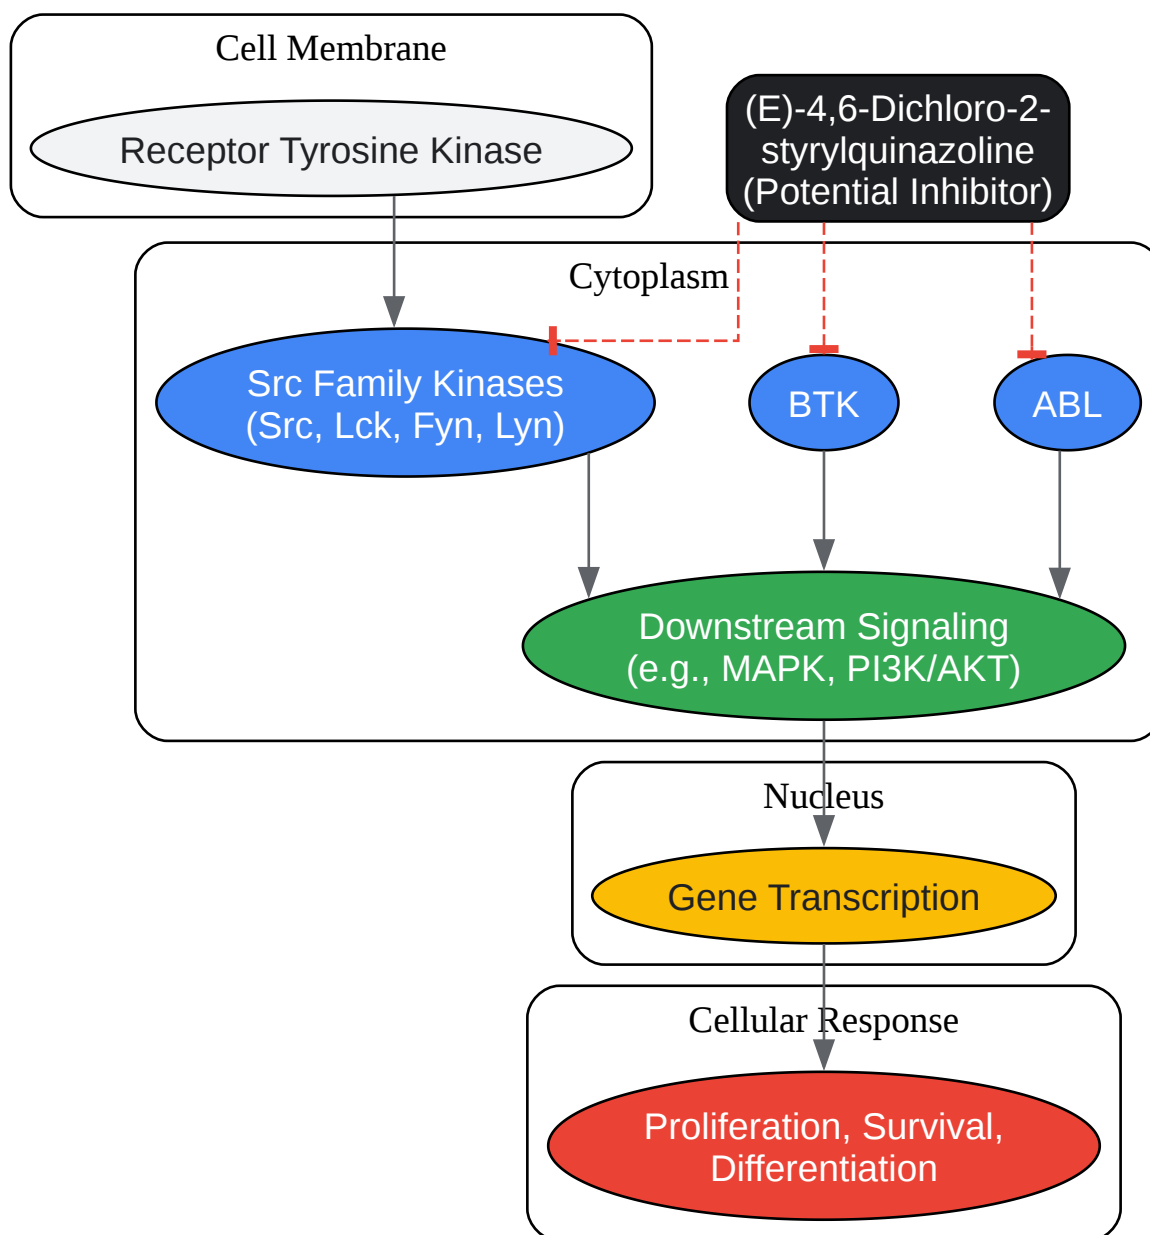 Cell Membrane
Receptor Tyrosine Kinase
(E)-4,6-Dichloro-2-
styrylquinazoline
(Potential Inhibitor)
Cytoplasm
Src Family Kinases
(Src, Lck, Fyn, Lyn)
BTK
ABL
Downstream Signaling
(e.g., MAPK, PI3K/AKT)
Nucleus
Gene Transcription
Cellular Response
Proliferation, Survival,
Differentiation